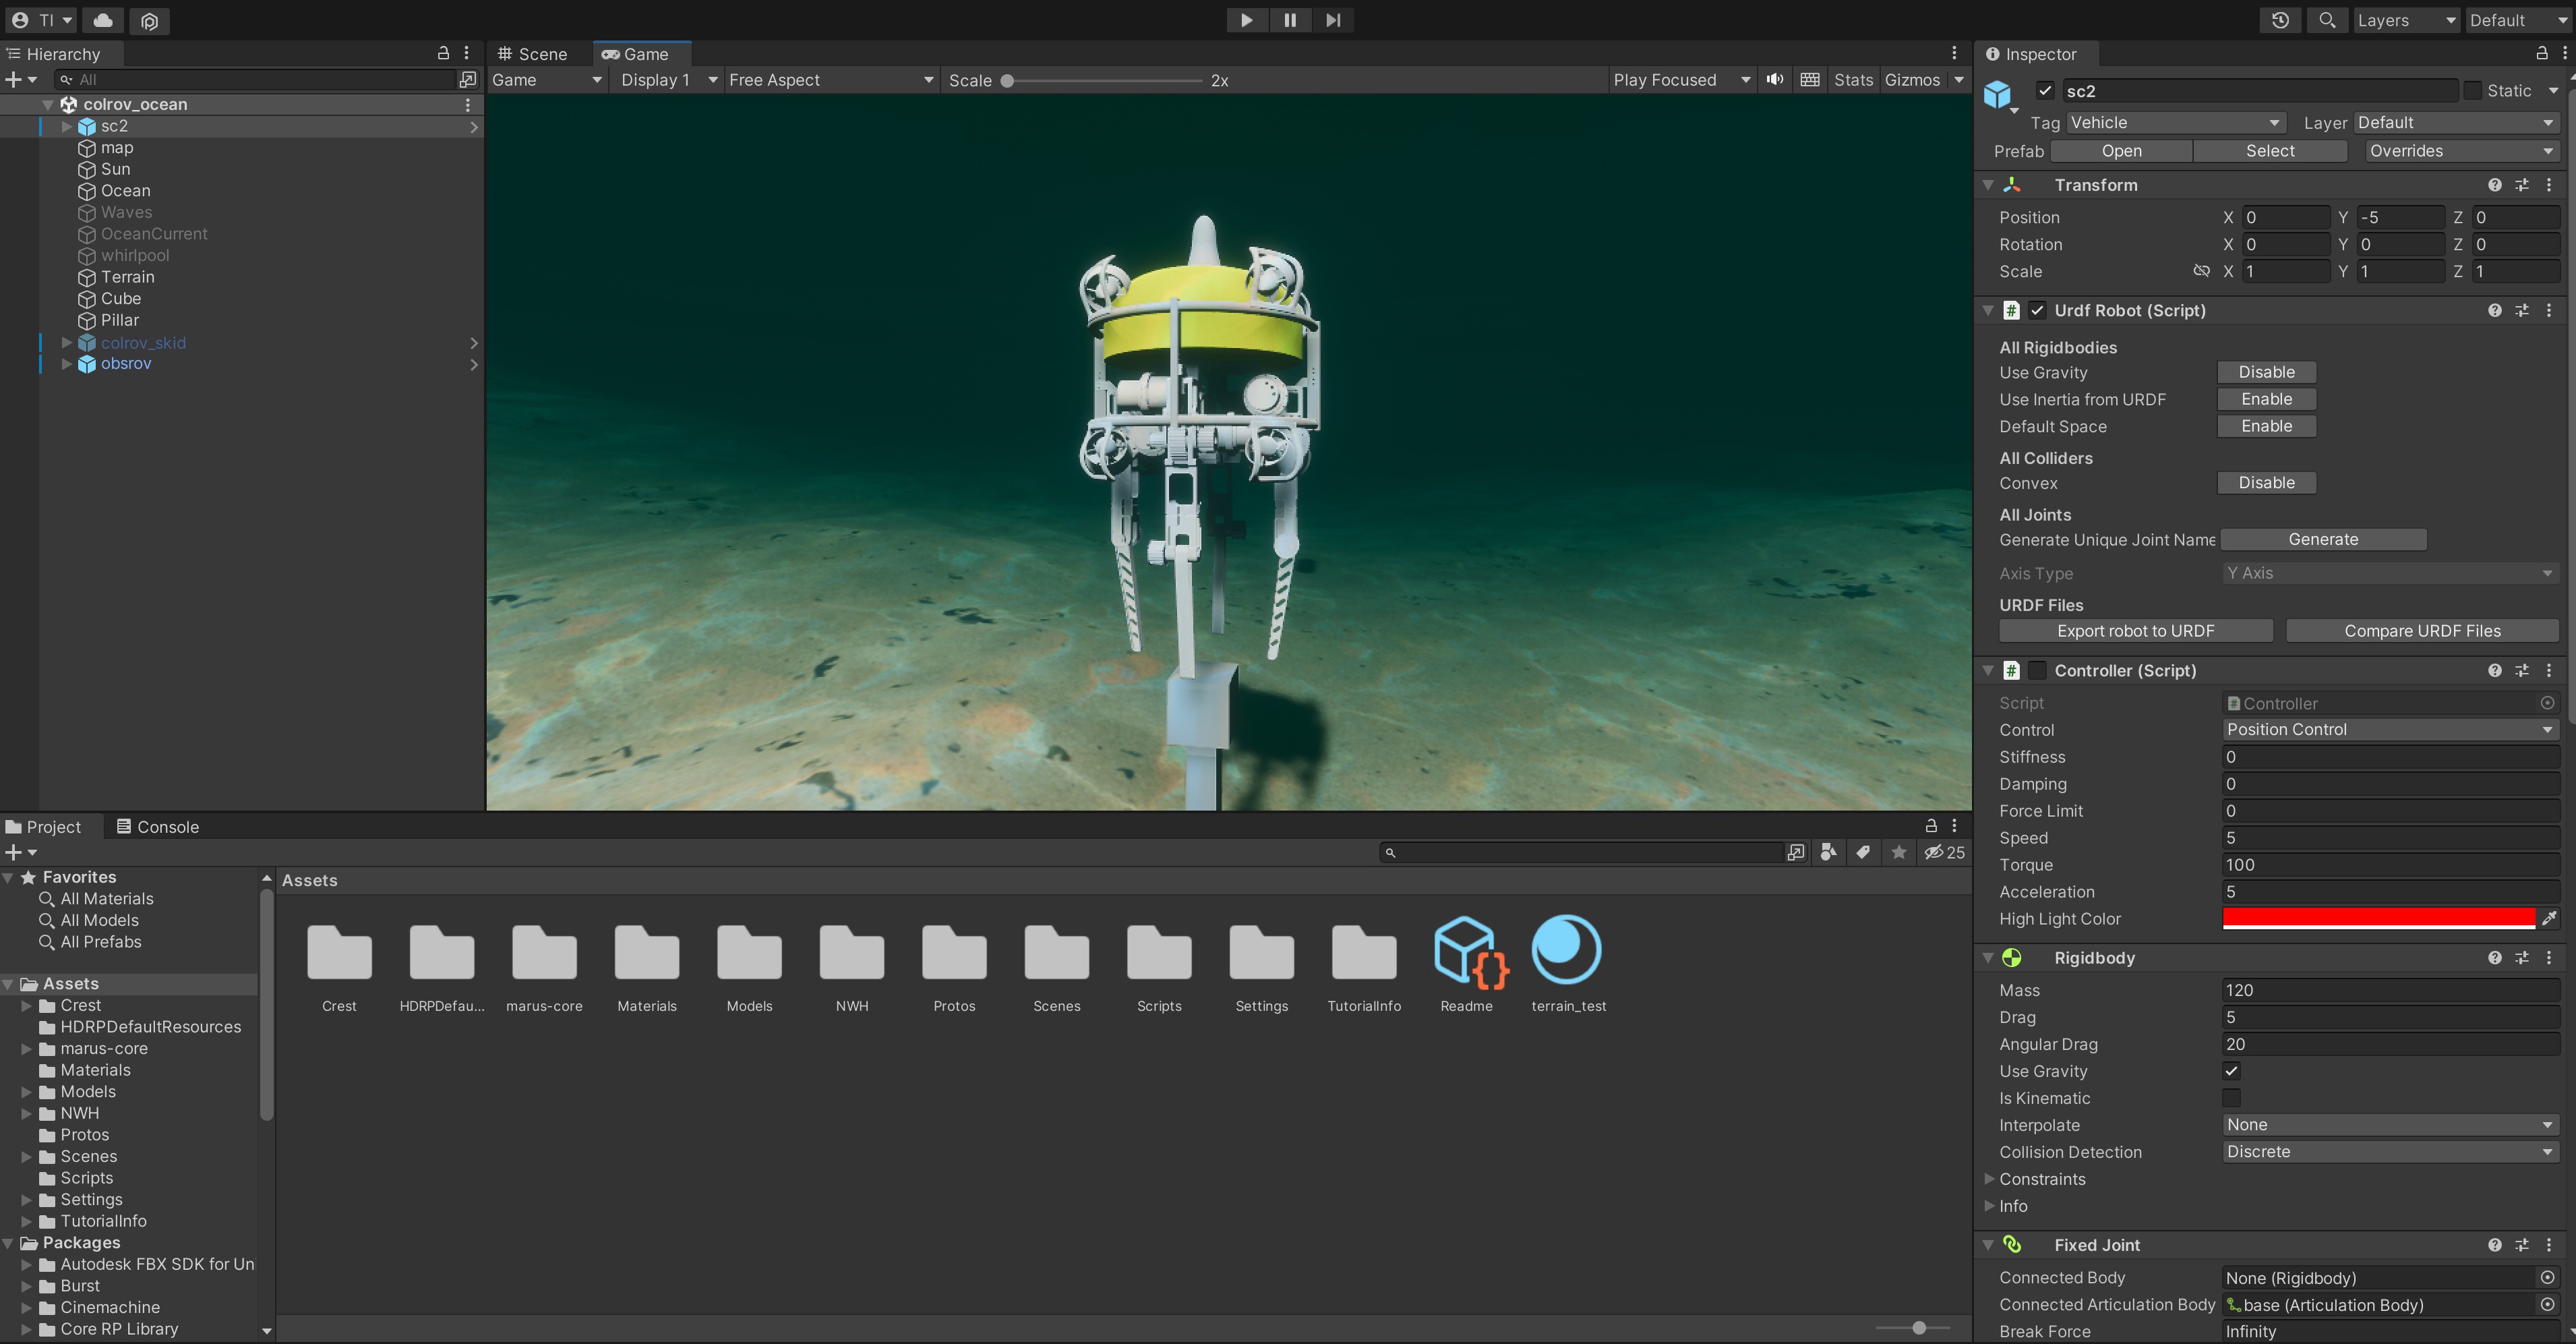 TI
Layers
Default
Hierarchy
All
colrov_ocean
sc2
map
Sun
Ocean
Waves
OceanCurrent
whirlpool
Terrain
Cube
Pillar
colrov_skid
obsrov
Scene
Game
Game
Display 1
Free Aspect
Scale
2x
Play Focused
Stats
Gizmos
Project
Console
25
Favorites
All Materials
All Models
All Prefabs
Assets
Crest
HDRPDefaultResources
marus-core
Materials
Models
NWH
Protos
Scenes
Scripts
Settings
TutorialInfo
Packages
Autodesk FBX SDK for Uni
Burst
Cinemachine
Core RP Library
Assets
Crest
HDRPDefau...
marus-core
Materials
Models
NWH
Protos
Scenes
Scripts
Settings
TutorialInfo
Readme
terrain_test
Inspector
sc2
Static
Tag Vehicle Layer Default
Prefab Open Select Overrides
Transform
Position X 0 Y -5 Z 0
Rotation X 0 Y 0 Z 0
Scale X 1 Y 1 Z 1
# Urdf Robot (Script)
All Rigidbodies
Use Gravity Disable
Use Inertia from URDF Enable
Default Space Enable
All Colliders
Convex Disable
All Joints
Generate Unique Joint Name Generate
Axis Type Y Axis
URDF Files
Export robot to URDF Compare URDF Files
# Controller (Script)
Script # Controller
Control Position Control
Stiffness 0
Damping 0
Force Limit 0
Speed 5
Torque 100
Acceleration 5
High Light Color
Rigidbody
Mass 120
Drag 5
Angular Drag 20
Use Gravity
Is Kinematic
Interpolate None
Collision Detection Discrete
Constraints
Info
Fixed Joint
Connected Body None (Rigidbody)
Connected Articulation Body base (Articulation Body)
Break Force Infinity